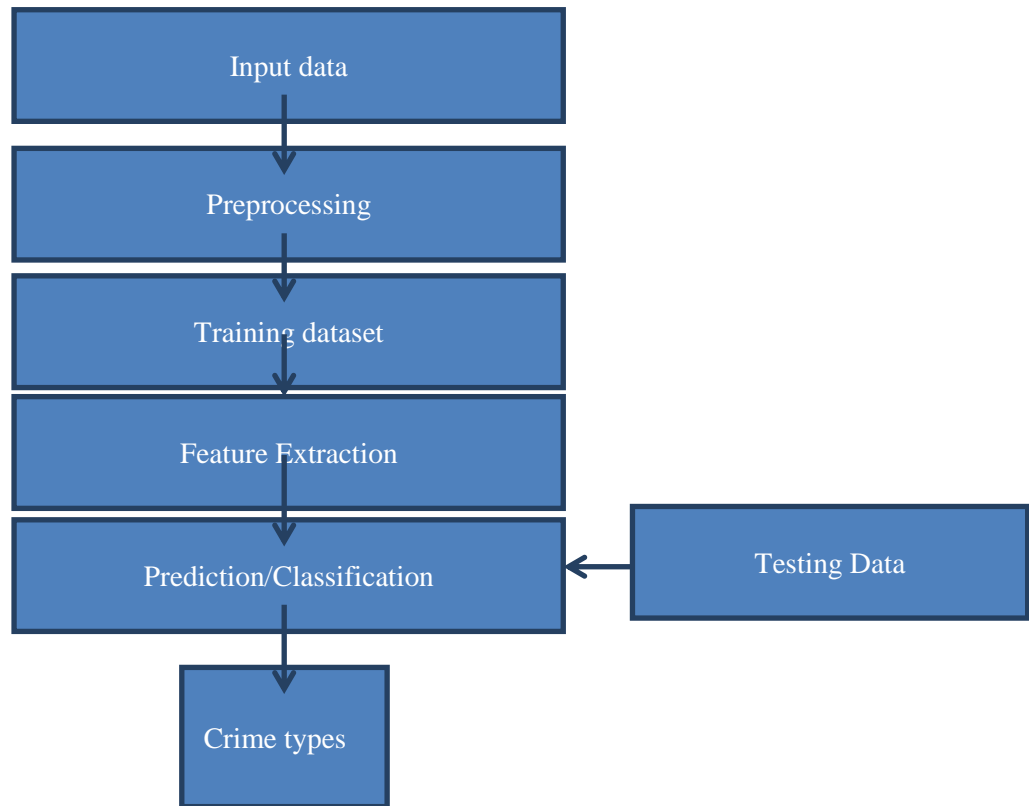 Input data
Preprocessing
Training dataset
Feature Extraction
Prediction/Classification
Testing Data
Crime types